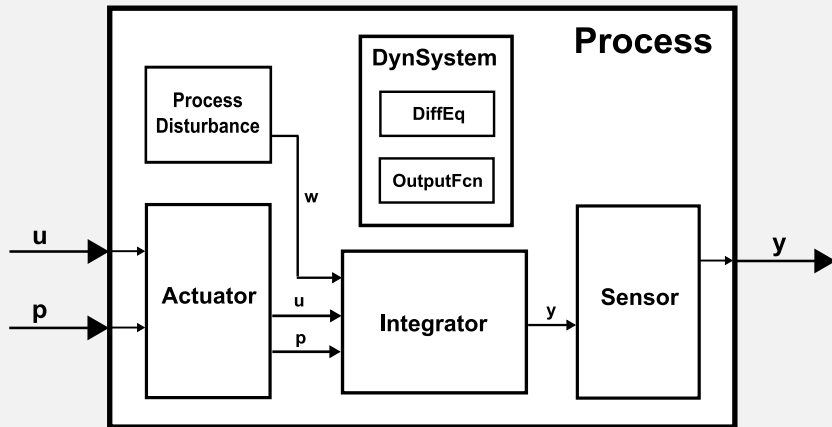 Process
DynSystem
DiffEq
OutputFcn
Process
Disturbance
w
u
p
Actuator
u
p
Integrator
y
Sensor
y